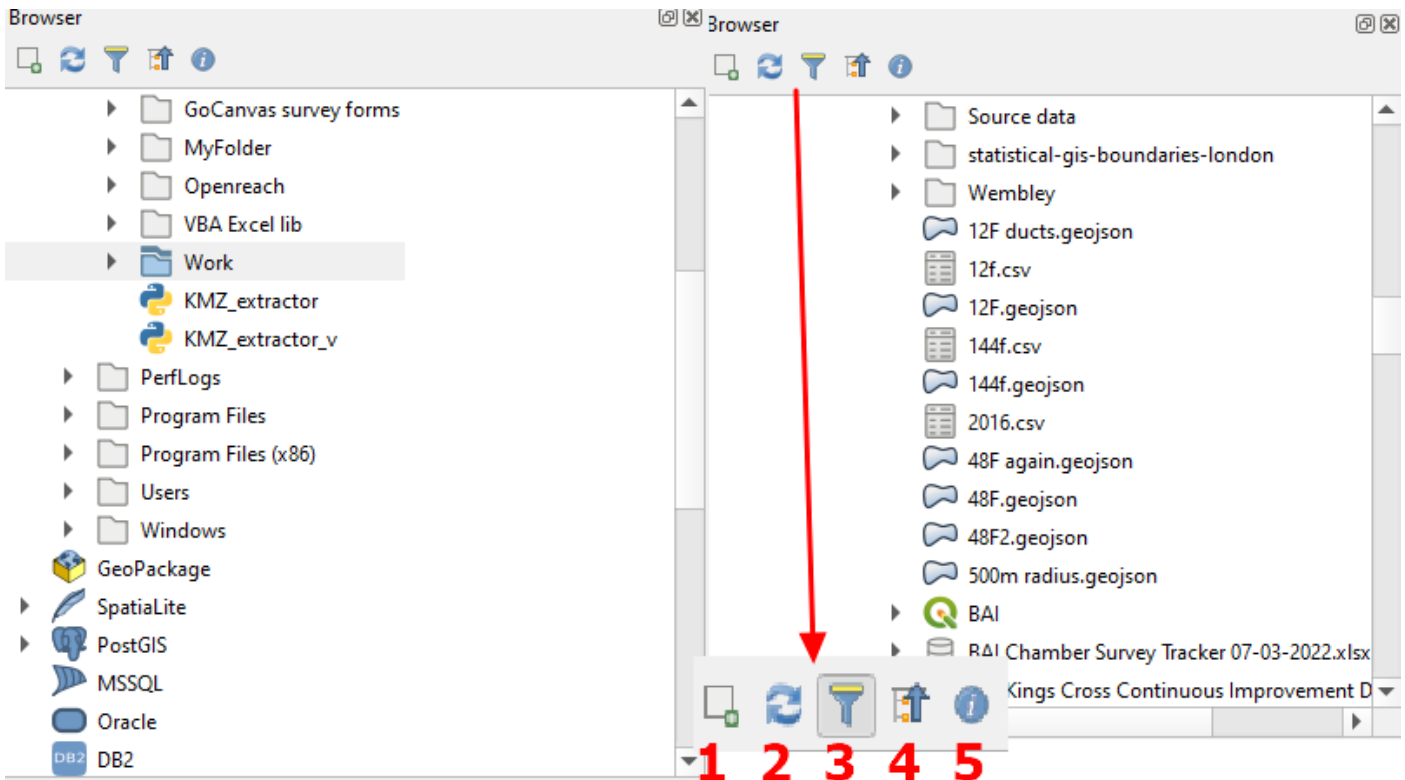 Browser
GoCanvas survey forms
MyFolder
Openreach
VBA Excel lib
Work
KMZ_extractor
KMZ_extractor_v
PerfLogs
Program Files
Program Files (x86)
Users
Windows
GeoPackage
SpatiaLite
PostGIS
MSSQL
Oracle
DB2
DB2
Browser
Source data
statistical-gis-boundaries-london
Wembley
12F ducts.geojson
12f.csv
12F.geojson
144f.csv
144f.geojson
2016.csv
48F again.geojson
48F.geojson
48F2.geojson
500m radius.geojson
BAI
BAI Chamber Survey Tracker 07-03-2022.xlsx
Kings Cross Continuous Improvement D
1 2 3 4 5